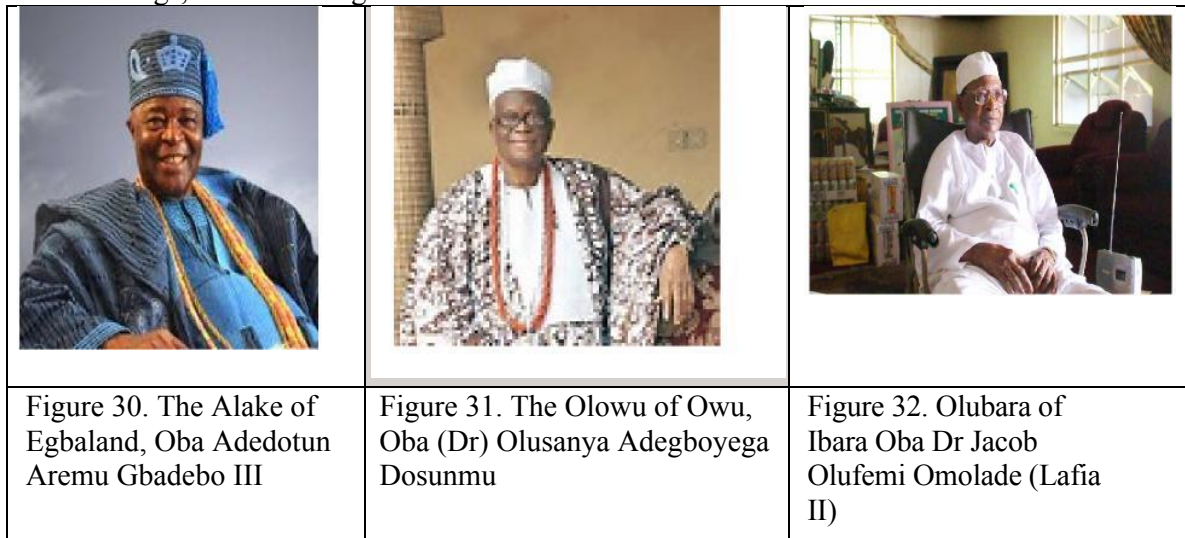 Figure 30. The Alake of
Egbaland, Oba Adedotun
Aremu Gbadebo III
Figure 31. The Olowu of Owu,
Oba (Dr) Olusanya Adegboyega
Dosunmu
Figure 32. Olubara of
Ibara Oba Dr Jacob
Olufemi Omolade (Lafia
II)